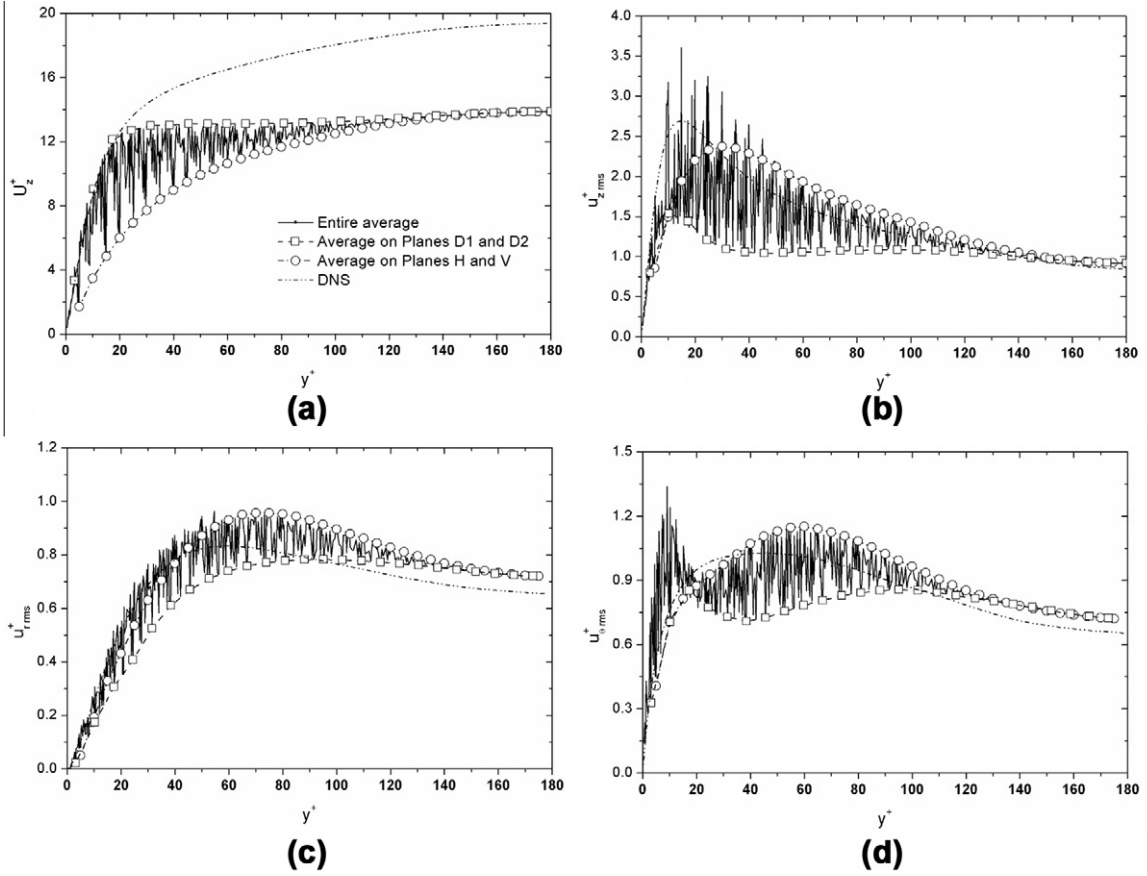 20
16
12
8
4
0
U+z
0 20 40 60 80 100 120 140 160 180
y+
Entire average
Average on Planes D1 and D2
Average on Planes H and V
DNS
(a)
4.0
3.5
3.0
2.5
2.0
1.5
1.0
0.5
0.0
u+z rms
0 20 40 60 80 100 120 140 160 180
y+
(b)
1.2
1.0
0.8
0.6
0.4
0.2
0.0
u+r rms
0 20 40 60 80 100 120 140 160 180
y+
(c)
1.5
1.2
0.9
0.6
0.3
0.0
u+θ rms
0 20 40 60 80 100 120 140 160 180
y+
(d)